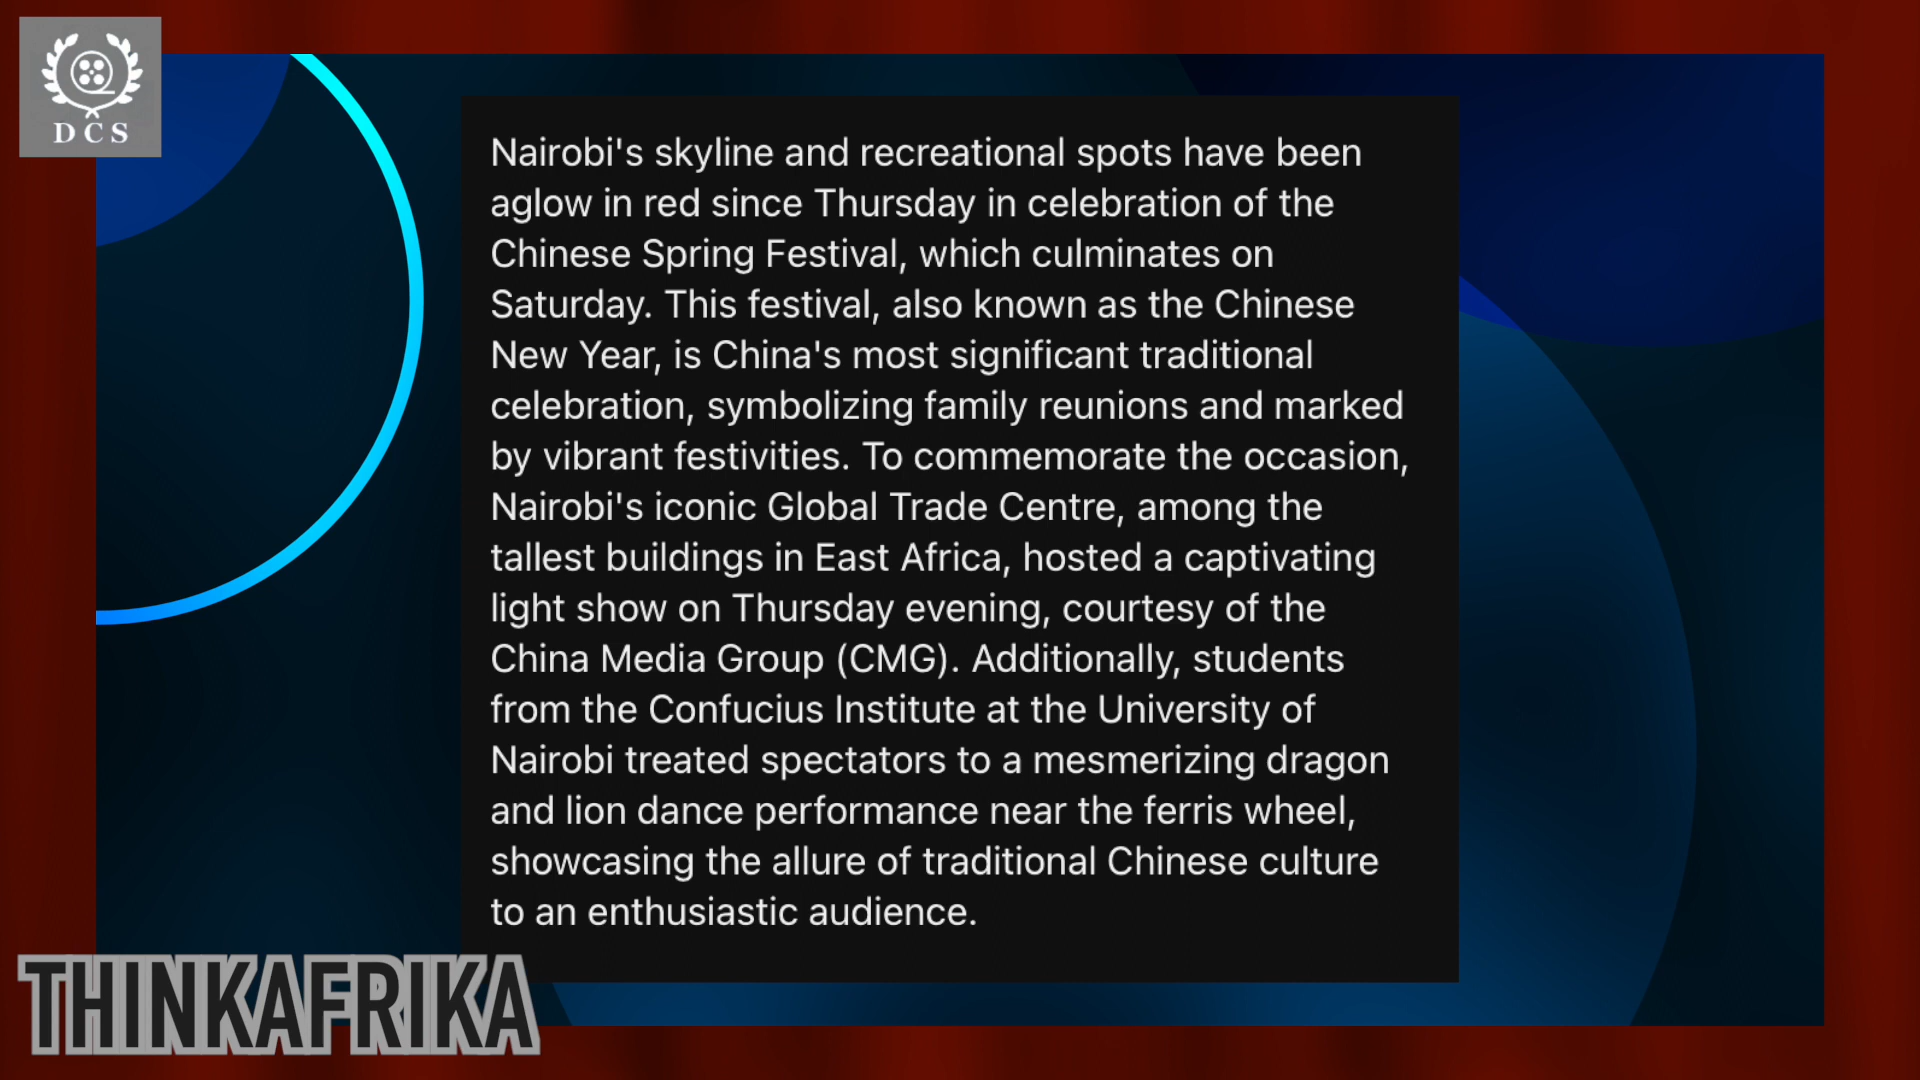 DCS
Nairobi's skyline and recreational spots have been
aglow in red since Thursday in celebration of the
Chinese Spring Festival, which culminates on
Saturday. This festival, also known as the Chinese
New Year, is China's most significant traditional
celebration, symbolizing family reunions and marked
by vibrant festivities. To commemorate the occasion,
Nairobi's iconic Global Trade Centre, among the
tallest buildings in East Africa, hosted a captivating
light show on Thursday evening, courtesy of the
China Media Group (CMG). Additionally, students
from the Confucius Institute at the University of
Nairobi treated spectators to a mesmerizing dragon
and lion dance performance near the ferris wheel,
showcasing the allure of traditional Chinese culture
to an enthusiastic audience.
THINKAFRIKA